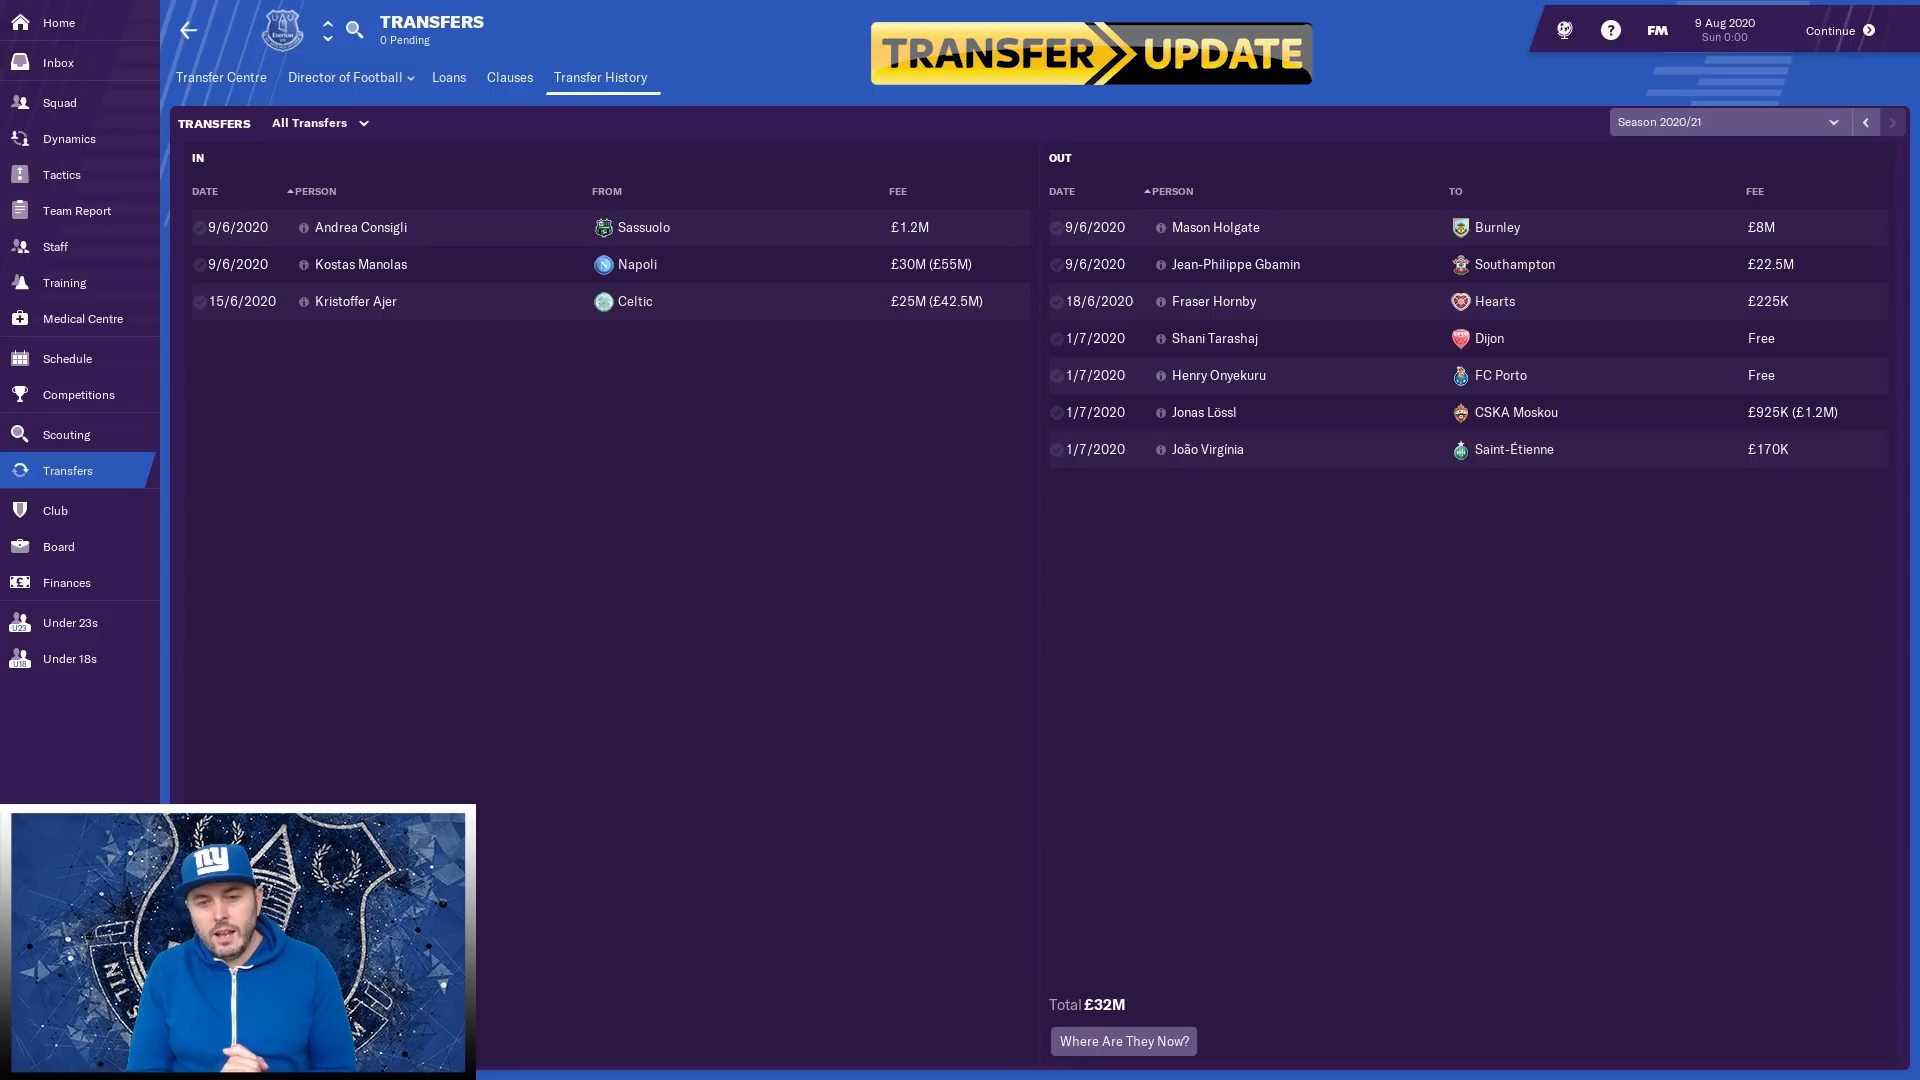 Home
Inbox
Squad
Dynamics
Tactics
Team Report
Staff
Training
Medical Centre
Schedule
Competitions
Scouting
Transfers
Club
Board
Finances
U23 Under 23s
U18 Under 18s
TRANSFERS
0 Pending
TRANSFER UPDATE
FM
9 Aug 2020
Sun 0:00
Continue
Transfer Centre Director of Football Loans Clauses Transfer History
TRANSFERS All Transfers Season 2020/21
IN
DATE PERSON FROM FEE
9/6/2020 Andrea Consigli Sassuolo £1.2M
9/6/2020 Kostas Manolas Napoli £30M (£55M)
15/6/2020 Kristoffer Ajer Celtic £25M (£42.5M)
OUT
DATE PERSON TO FEE
9/6/2020 Mason Holgate Burnley £8M
9/6/2020 Jean-Philippe Gbamin Southampton £22.5M
18/6/2020 Fraser Hornby Hearts £225K
1/7/2020 Shani Tarashaj Dijon Free
1/7/2020 Henry Onyekuru FC Porto Free
1/7/2020 Jonas Lössl CSKA Moskou £925K (£1.2M)
1/7/2020 João Virgínia Saint-Étienne £170K
Total £32M
Where Are They Now?
ny
NIL